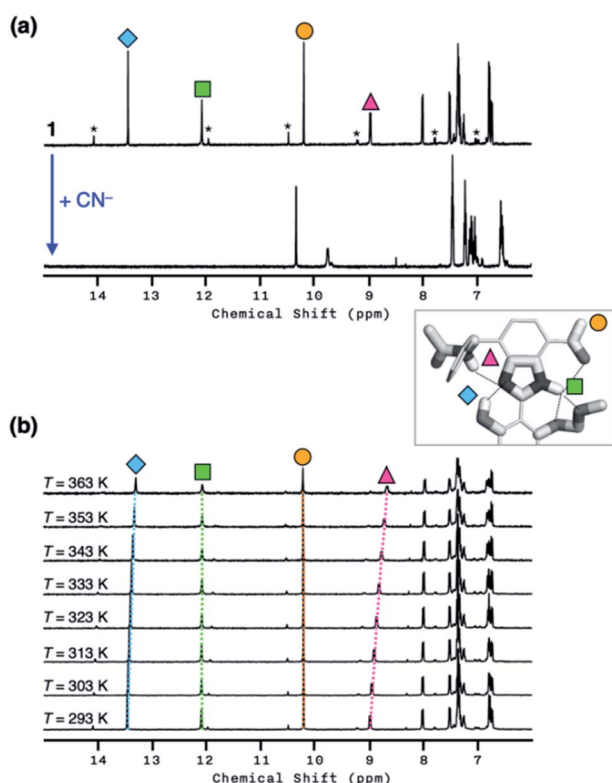 (a)
1
* * * * * *
+ CN⁻
14 13 12 11 10 9 8 7
Chemical Shift (ppm)
(b)
T = 363 K
T = 353 K
T = 343 K
T = 333 K
T = 323 K
T = 313 K
T = 303 K
T = 293 K
15 14 13 12 11 10 9 8 7
Chemical Shift (ppm)